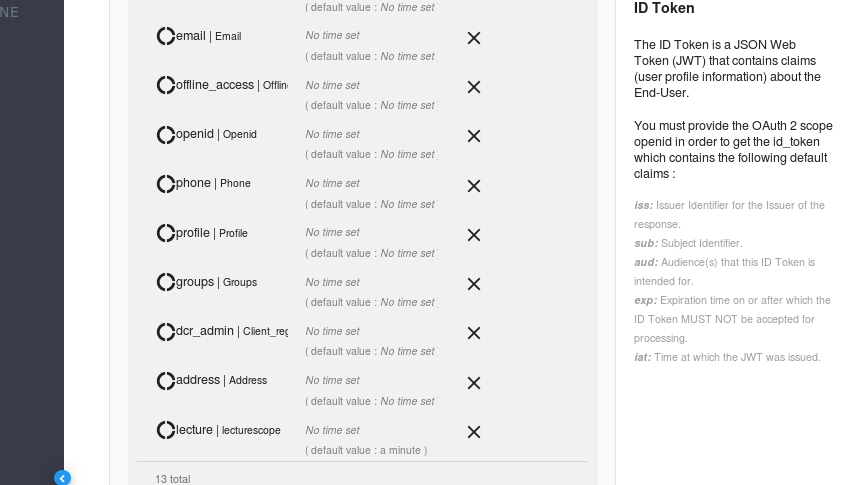 NE
( default value : No time set
email | Email
No time set
( default value : No time set
offline_access | Offlin
No time set
( default value : No time set
openid | Openid
No time set
( default value : No time set
phone | Phone
No time set
( default value : No time set
profile | Profile
No time set
( default value : No time set
groups | Groups
No time set
( default value : No time set
dcr_admin | Client_reg
No time set
( default value : No time set
address | Address
No time set
( default value : No time set
lecture | lecturescope
No time set
( default value : a minute )
13 total
ID Token
The ID Token is a JSON Web
Token (JWT) that contains claims
(user profile information) about the
End-User.
You must provide the OAuth 2 scope
openid in order to get the id_token
which contains the following default
claims :
iss: Issuer Identifier for the Issuer of the
response.
sub: Subject Identifier.
aud: Audience(s) that this ID Token is
intended for.
exp: Expiration time on or after which the
ID Token MUST NOT be accepted for
processing.
iat: Time at which the JWT was issued.